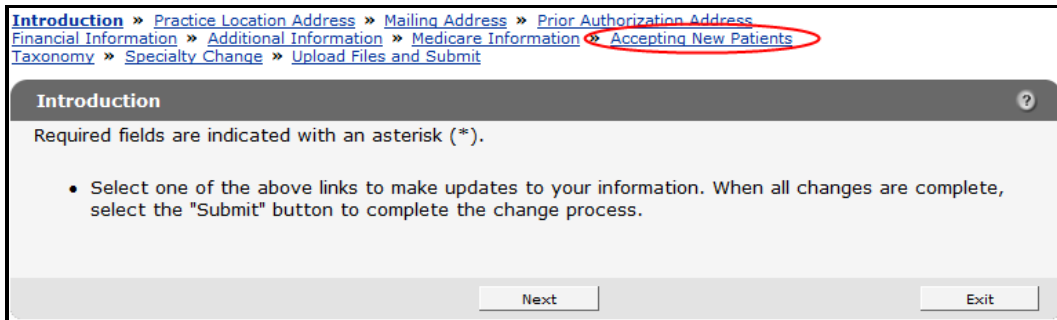 Introduction » Practice Location Address » Mailing Address » Prior Authorization Address
Financial Information » Additional Information » Medicare Information » Accepting New Patients
Taxonomy » Specialty Change » Upload Files and Submit
Introduction ?
Required fields are indicated with an asterisk (*).
• Select one of the above links to make updates to your information. When all changes are complete,
select the "Submit" button to complete the change process.
Next Exit